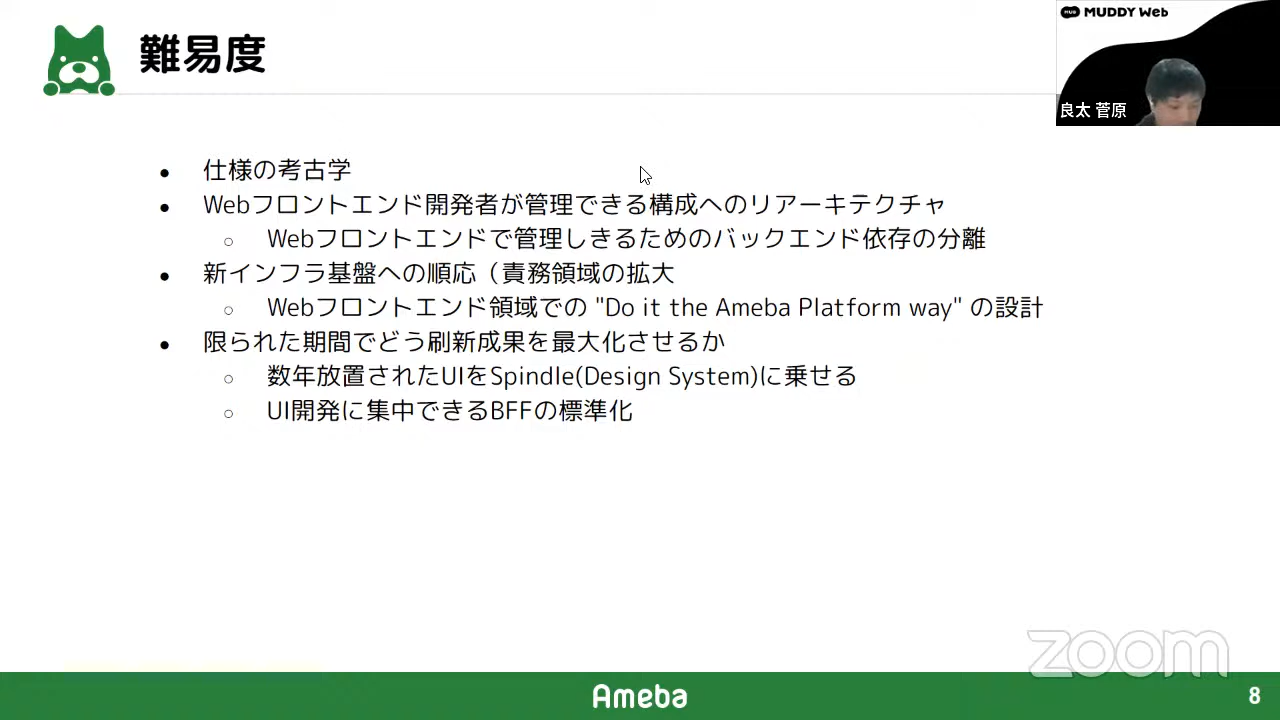 難易度
MUDDY Web
良太 菅原
仕様の考古学
Webフロントエンド開発者が管理できる構成へのリアーキテクチャ
Webフロントエンドで管理しきるためのバックエンド依存の分離
新インフラ基盤への順応（責務領域の拡大
Webフロントエンド領域での "Do it the Ameba Platform way" の設計
限られた期間でどう刷新成果を最大化させるか
数年放置されたUIをSpindle(Design System)に乗せる
UI開発に集中できるBFFの標準化
zoom
Ameba
8